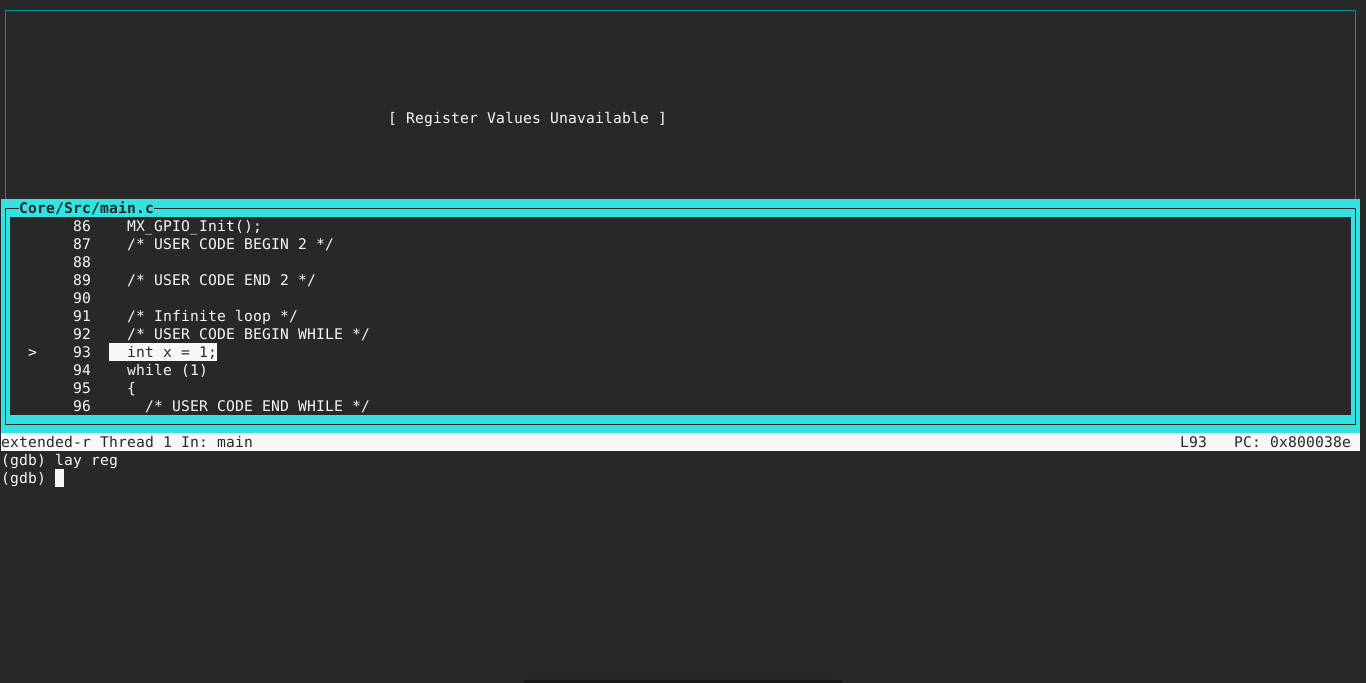 [ Register Values Unavailable ]
Core/Src/main.c
86    MX_GPIO_Init();
87    /* USER CODE BEGIN 2 */
88
89    /* USER CODE END 2 */
90
91    /* Infinite loop */
92    /* USER CODE BEGIN WHILE */
>    93    int x = 1;
94    while (1)
95    {
96      /* USER CODE END WHILE */
extended-r Thread 1 In: main    L93   PC: 0x800038e
(gdb) lay reg
(gdb)